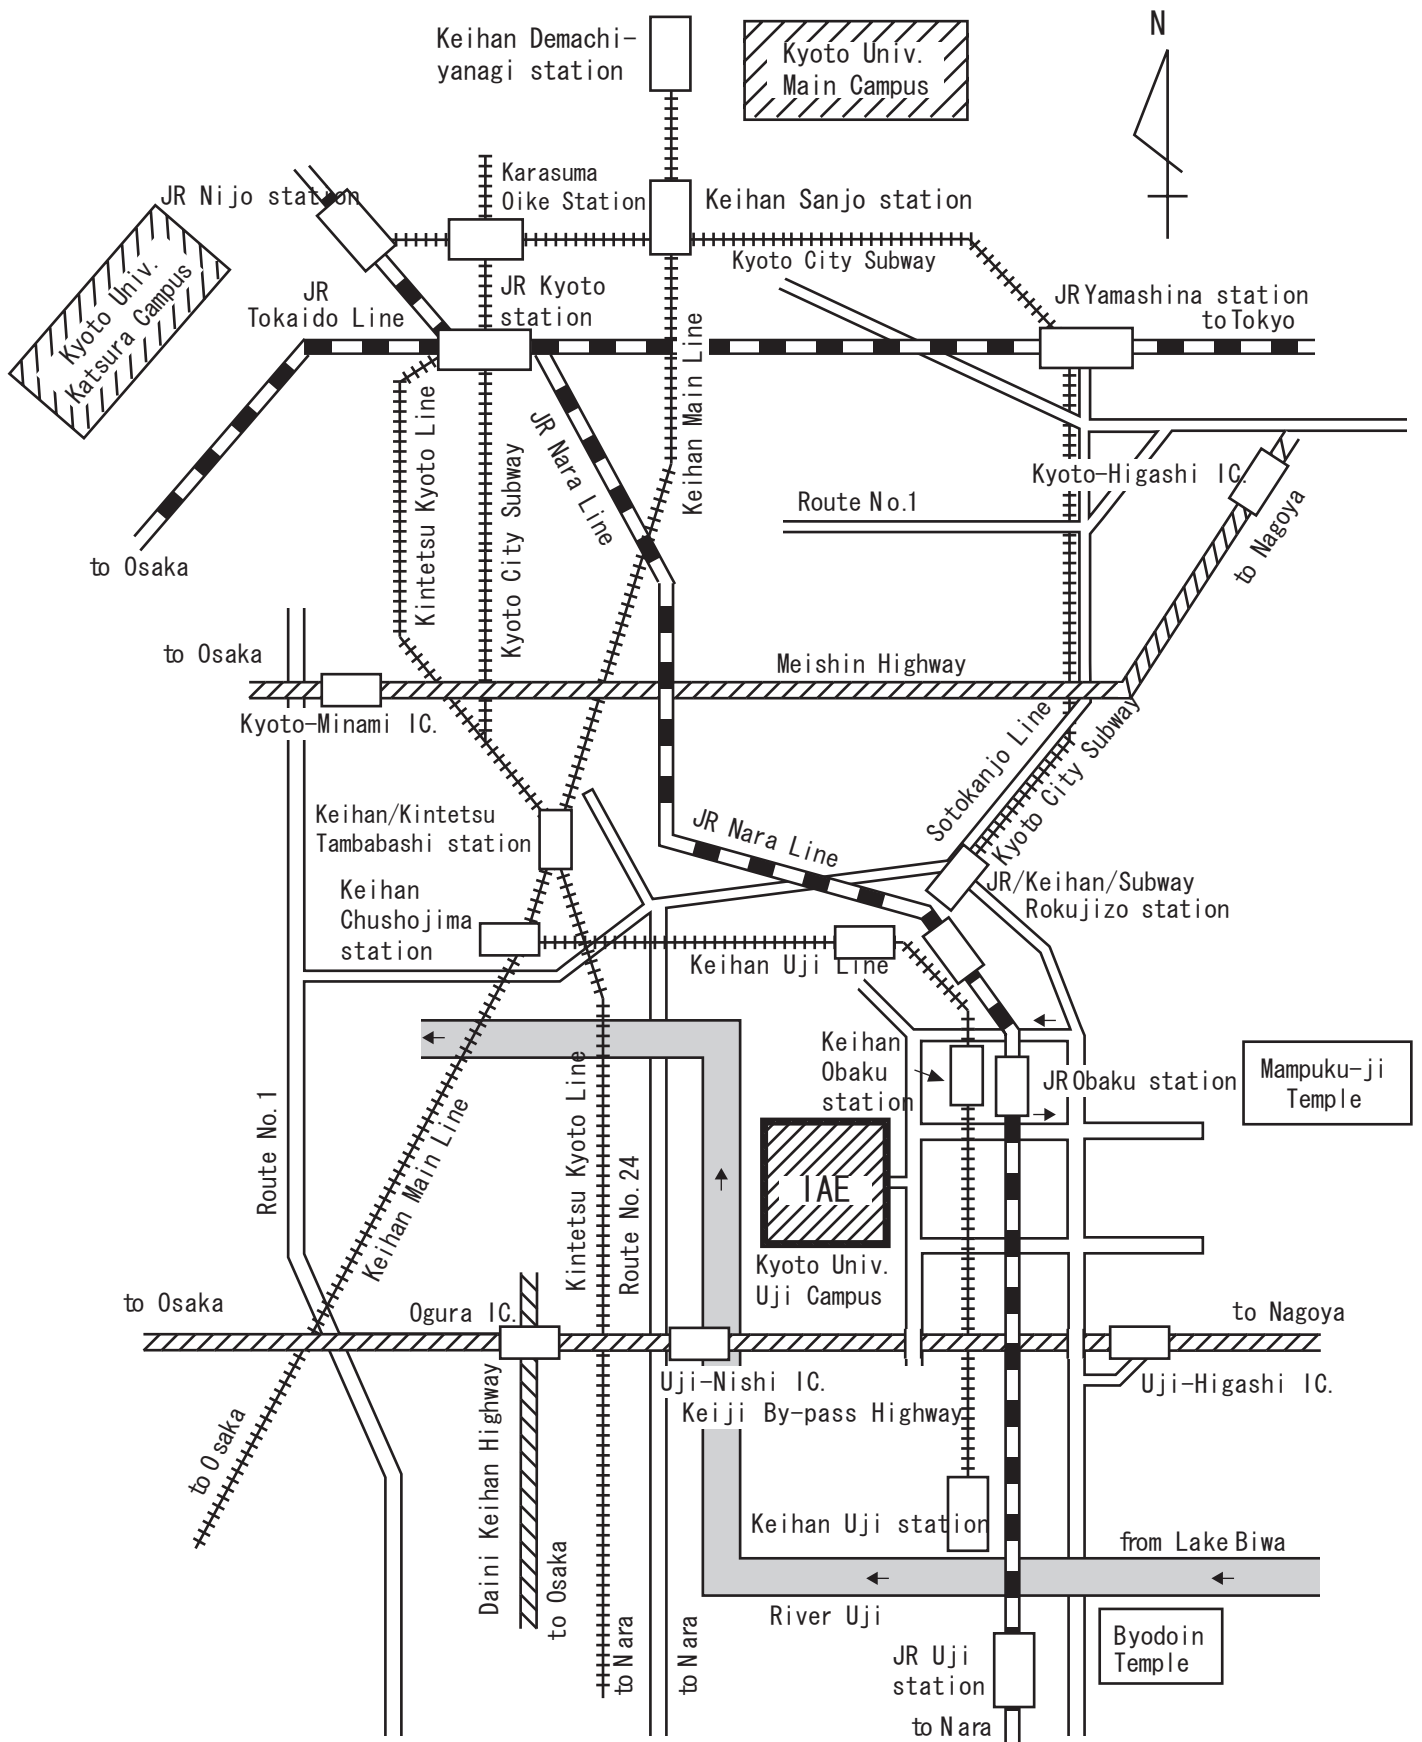 N
Keihan Demachi-
yanagi station
Kyoto Univ.
Main Campus
Karasuma
Oike Station
JR Nijo station
Keihan Sanjo station
Kyoto City Subway
Kyoto Univ.
Katsura Campus
JR
Tokaido Line
JR Kyoto
station
JR Yamashina station
to Tokyo
Keihan Main Line
Kintetsu Kyoto Line
Kyoto City Subway
JR Nara Line
Kyoto-Higashi IC.
Route No.1
to Nagoya
to Osaka
to Osaka
Meishin Highway
Kyoto-Minami IC.
Sotokanjo Line
Kyoto City Subway
Keihan/Kintetsu
Tambabashi station
JR Nara Line
JR/Keihan/Subway
Rokujizo station
Keihan
Chushojima
station
Keihan Uji Line
Keihan
Obaku
station
JR Obaku station
Mampuku-ji
Temple
Route No.1
Keihan Main Line
Kintetsu Kyoto Line
Route No.24
IAE
Kyoto Univ.
Uji Campus
to Osaka
Ogura IC.
to Nagoya
Uji-Nishi IC.
Uji-Higashi IC.
Keiji By-pass Highway
to Osaka
Daini Keihan Highway
to Osaka
Keihan Uji station
from Lake Biwa
River Uji
to Nara
to Nara
JR Uji
station
Byodoin
Temple
to Nara